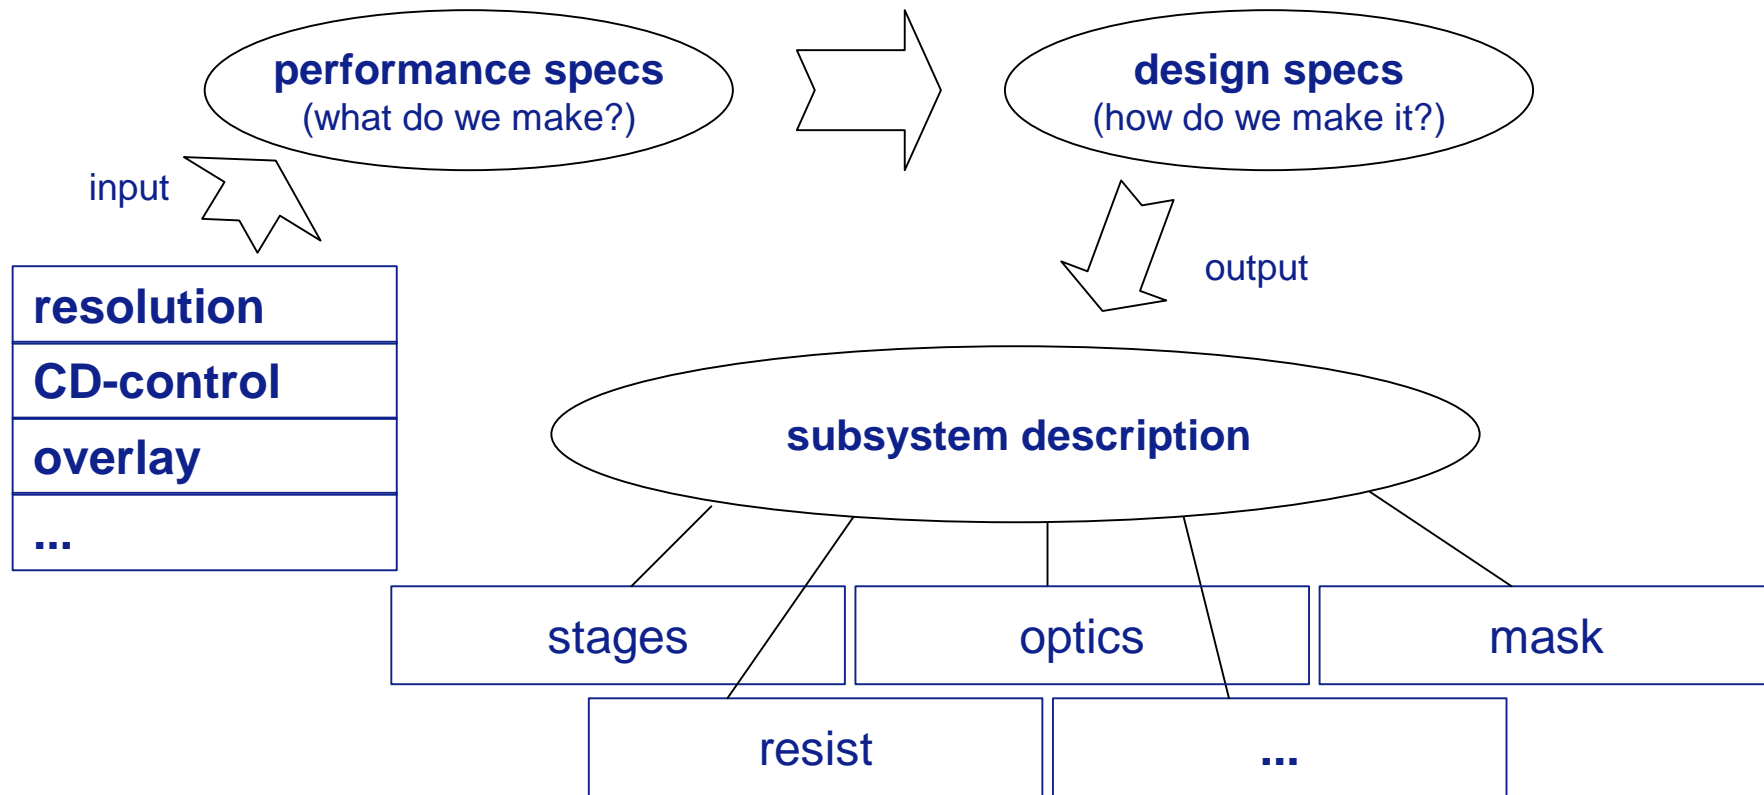 performance specs
(what do we make?)
design specs
(how do we make it?)
input
output
resolution
CD-control
overlay
...
subsystem description
stages
optics
mask
resist
...